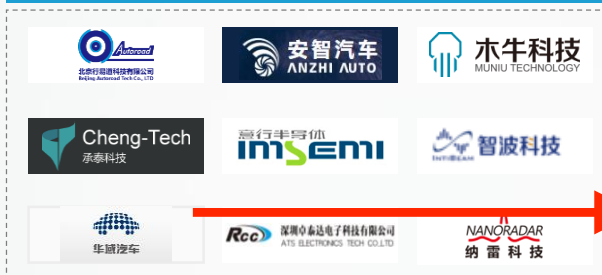 Autoroad
北京行易道科技有限公司
Beijing Autoroad Tech Co., LTD
安智汽车
ANZHI AUTO
木牛科技
MUNIU TECHNOLOGY
Cheng-Tech
承泰科技
意行半导体
imsemi
智波科技
INTIBEAM
华域汽车
Rcc
深圳卓泰达电子科技有限公司
ATS ELECTRONICS TECH CO.,LTD
NANORADAR
纳雷科技